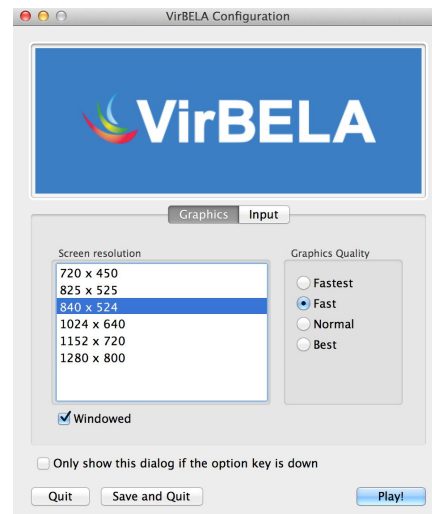 VirBELA Configuration
VirBELA
Graphics Input
Screen resolution
720 x 450
825 x 525
840 x 524
1024 x 640
1152 x 720
1280 x 800
Graphics Quality
Fastest
Fast
Normal
Best
Windowed
Only show this dialog if the option key is down
Quit Save and Quit Play!